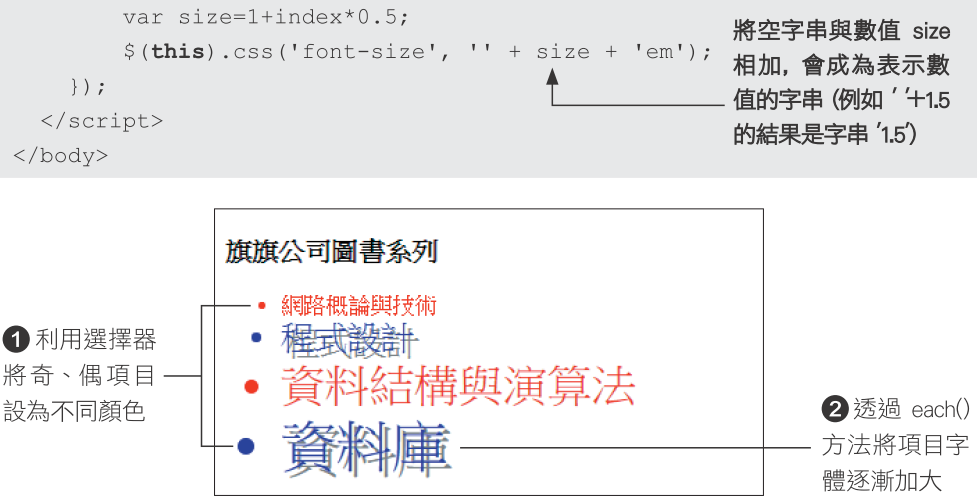 var size=1+index*0.5;
$(this).css('font-size', '' + size + 'em');
});
</script>
</body>
將空字串與數值 size
相加, 會成為表示數
值的字串 (例如 ' '+1.5
的結果是字串 '1.5')
旗旗公司圖書系列
• 網路概論與技術
• 程式設計
• 資料結構與演算法
• 資料庫
❶ 利用選擇器
將奇、偶項目
設為不同顏色
❷ 透過 each()
方法將項目字
體逐漸加大